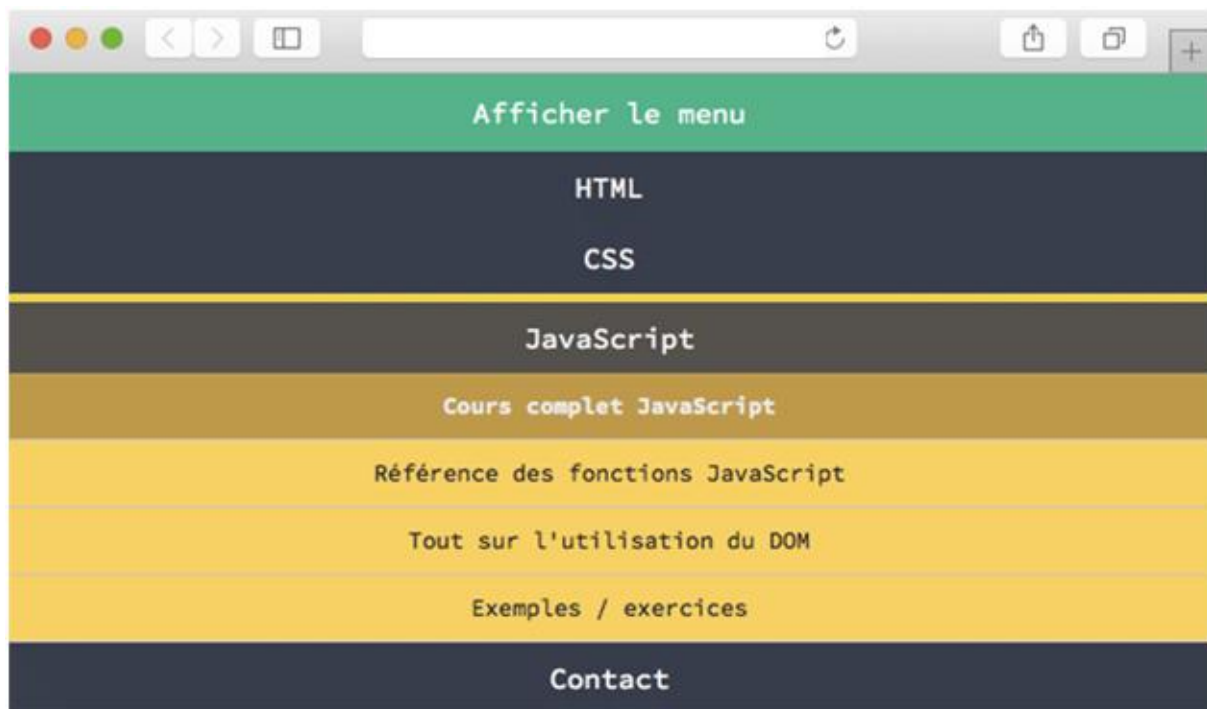 Afficher le menu
HTML
CSS
JavaScript
Cours complet JavaScript
Référence des fonctions JavaScript
Tout sur l'utilisation du DOM
Exemples / exercices
Contact